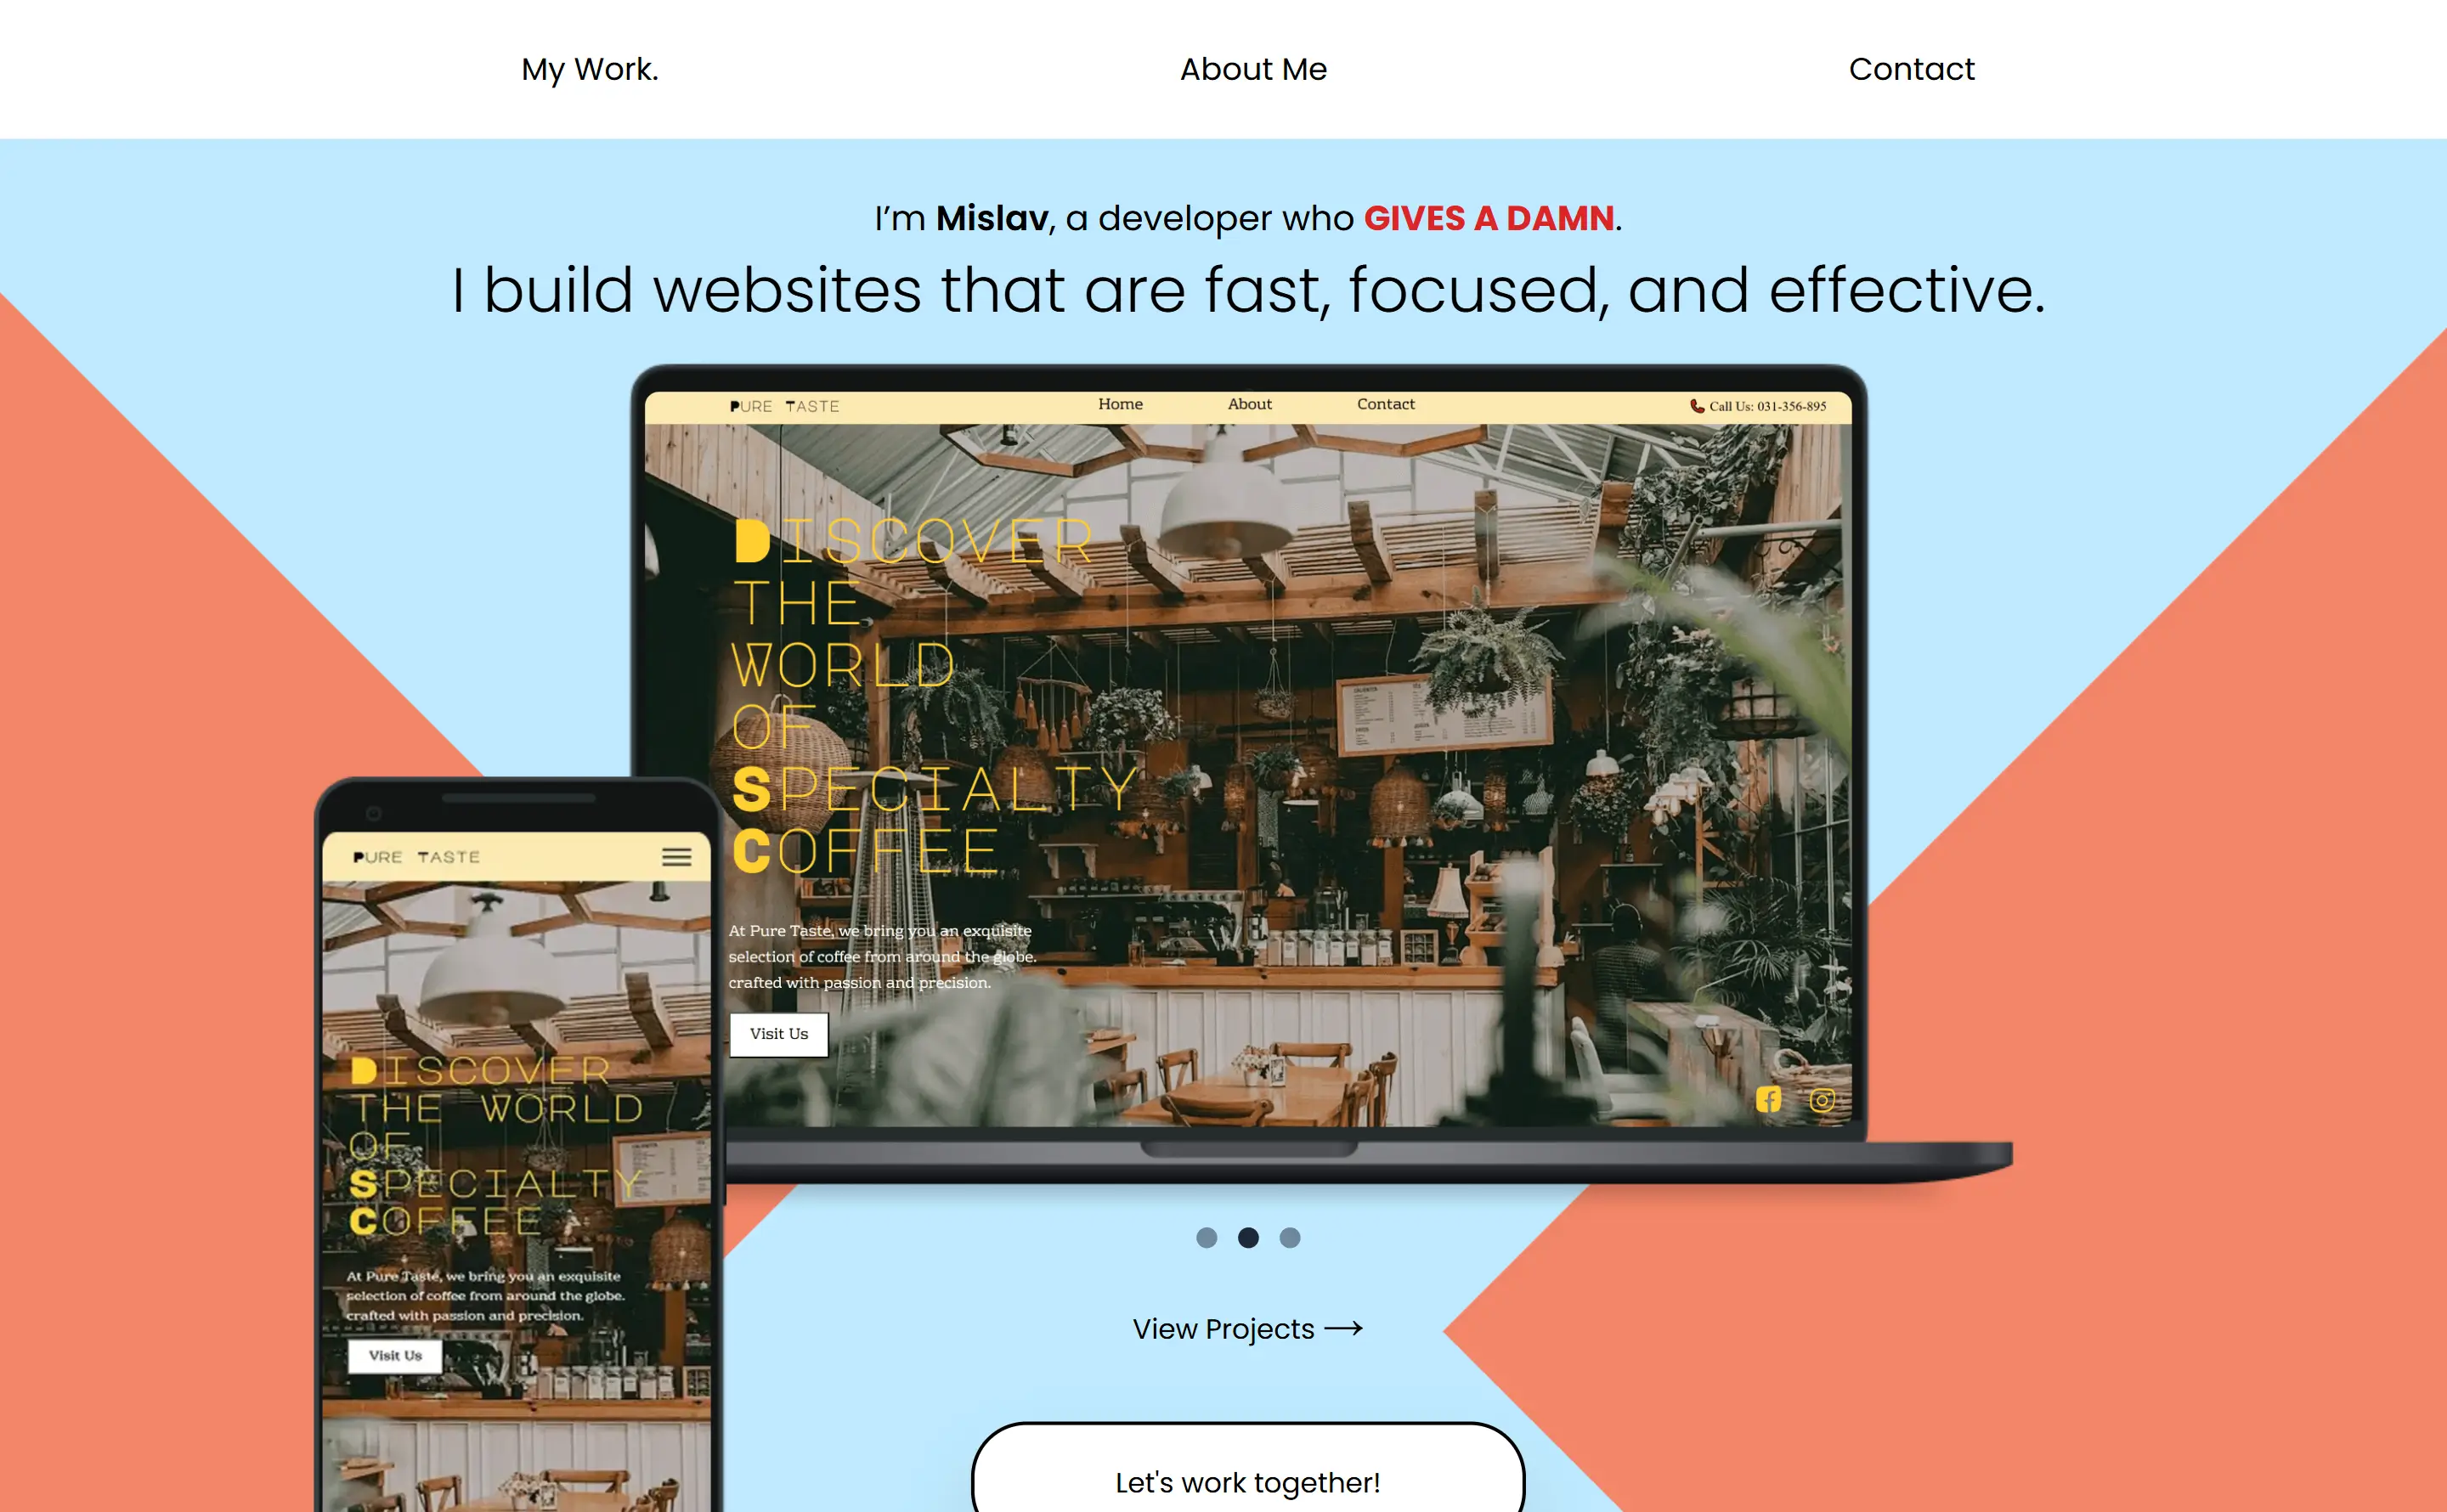 My Work.
About Me
Contact
I’m Mislav, a developer who GIVES A DAMN.
I build websites that are fast, focused, and effective.
PURE TASTE
Home
About
Contact
Call Us: 031-356-895
DISCOVER
THE
WORLD
OF
SPECIALTY
COFFEE
At Pure Taste, we bring you an exquisite
selection of coffee from around the globe.
crafted with passion and precision.
Visit Us
PURE TASTE
DISCOVER
THE WORLD
OF
SPECIALTY
COFFEE
At Pure Taste, we bring you an exquisite
selection of coffee from around the globe.
crafted with passion and precision.
Visit Us
View Projects →
Let's work together!